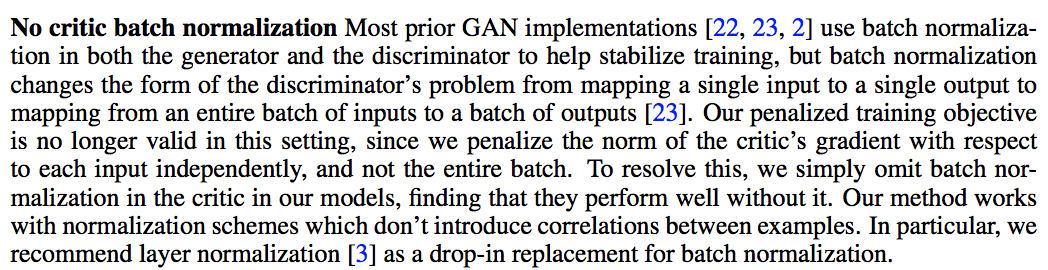 No critic batch normalization Most prior GAN implementations [22, 23, 2] use batch normaliza-
tion in both the generator and the discriminator to help stabilize training, but batch normalization
changes the form of the discriminator's problem from mapping a single input to a single output to
mapping from an entire batch of inputs to a batch of outputs [23]. Our penalized training objective
is no longer valid in this setting, since we penalize the norm of the critic's gradient with respect
to each input independently, and not the entire batch. To resolve this, we simply omit batch nor-
malization in the critic in our models, finding that they perform well without it. Our method works
with normalization schemes which don't introduce correlations between examples. In particular, we
recommend layer normalization [3] as a drop-in replacement for batch normalization.